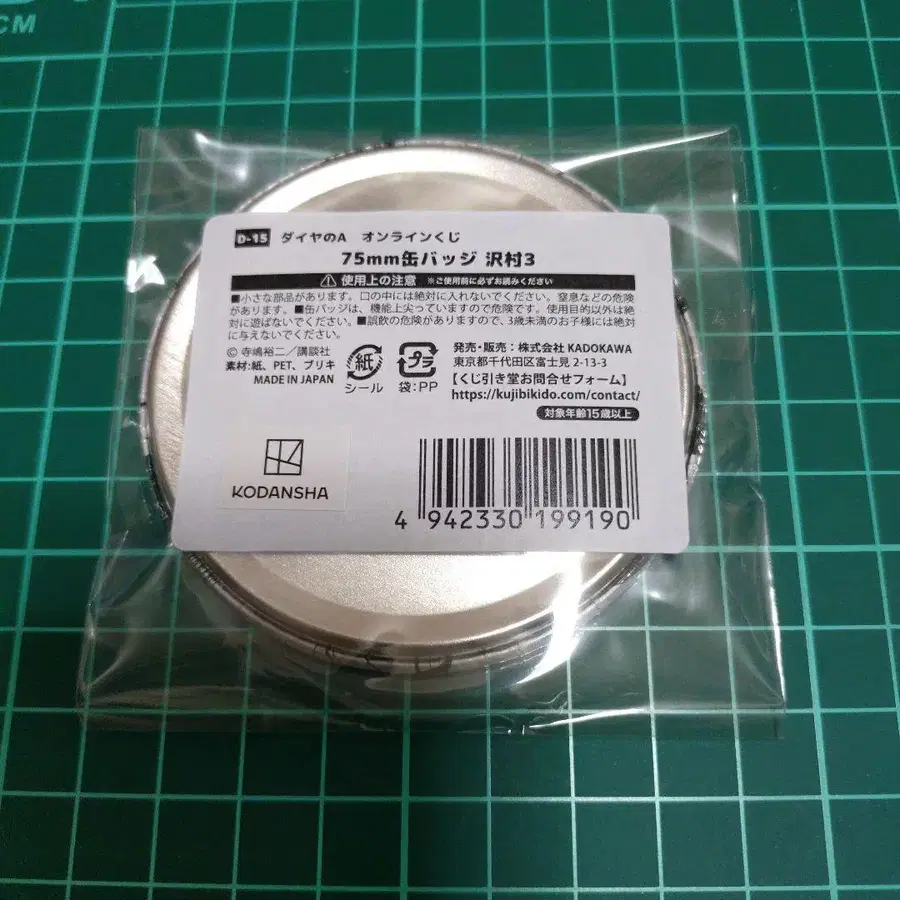 CM
D-15 ダイヤのA オンラインくじ
75mm缶バッジ 沢村3
使用上の注意 ※ご使用前に必ずお読みください
■小さな部品があります。口の中には絶対に入れないでください。窒息などの危険
があります。■缶バッジは、機能上尖っていますので危険です。使用目的以外は絶
対に遊ばないでください。■誤飲の危険がありますので、3歳未満のお子様には絶対
に与えないでください。
© 寺嶋裕二/講談社
素材:紙、PET、ブリキ
MADE IN JAPAN
紙
シール
プラ
袋:PP
発売・販売:株式会社 KADOKAWA
東京都千代田区富士見 2-13-3
【くじ引き堂お問合せフォーム】
https://kujibikido.com/contact/
対象年齢15歳以上
KODANSHA
4 942330 199190